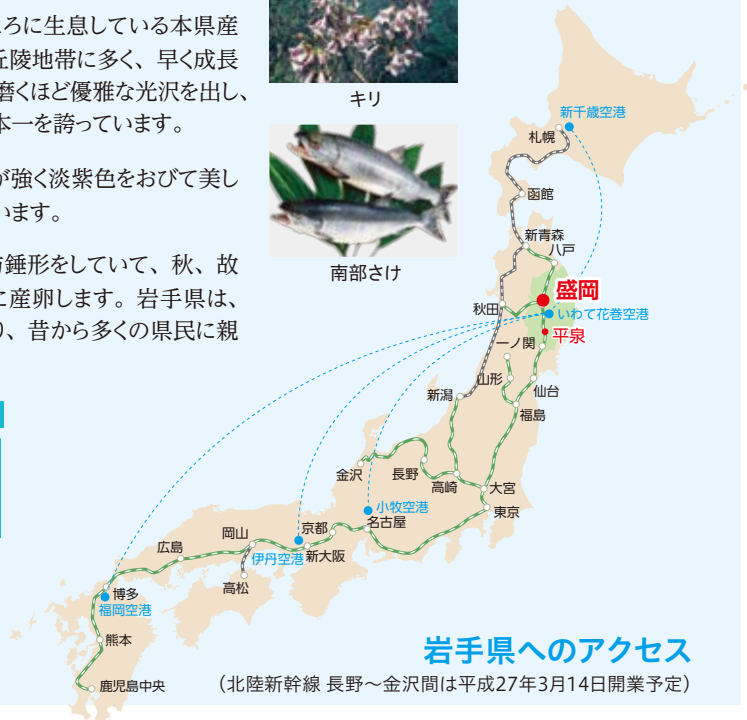 ろに生息している本県産
丘陵地帯に多く、早く成長
磨くほど優雅な光沢を出し、
本一を誇っています。
が強く淡紫色をおびて美し
います。
錘形をしていて、秋、故
に産卵します。岩手県は、
、昔から多くの県民に親
キリ
南部さけ
新千歳空港
札幌
函館
新青森
八戸
盛岡
秋田
いわて花巻空港
平泉
一ノ関
山形
仙台
新潟
福島
金沢
長野
高崎
大宮
小牧空港
東京
名古屋
京都
岡山
伊丹空港
新大阪
広島
高松
博多
福岡空港
熊本
鹿児島中央
岩手県へのアクセス
（北陸新幹線 長野～金沢間は平成27年3月14日開業予定）